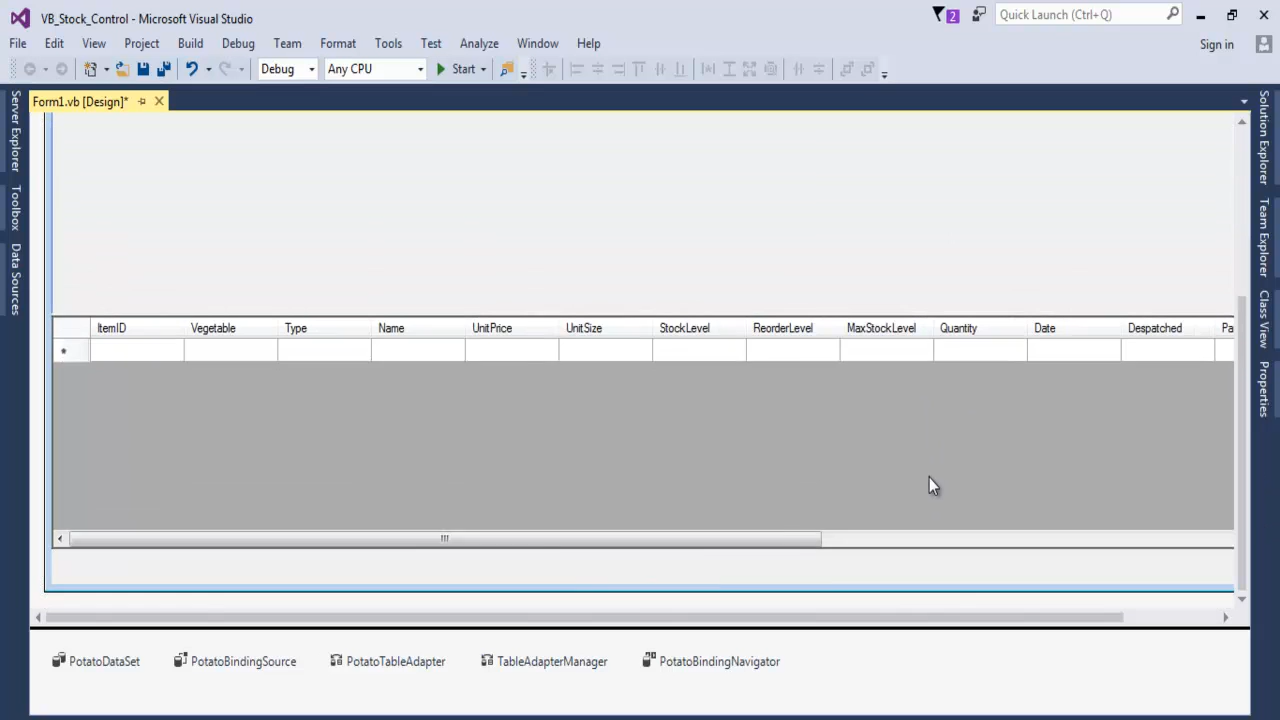 VB_Stock_Control - Microsoft Visual Studio
2
Quick Launch (Ctrl+Q)
File Edit View Project Build Debug Team Format Tools Test Analyze Window Help
Sign in
Debug Any CPU Start
Form1.vb [Design]*
Server Explorer
Toolbox
Data Sources
Solution Explorer
Team Explorer
Class View
Properties
ItemID Vegetable Type Name UnitPrice UnitSize StockLevel ReorderLevel MaxStockLevel Quantity Date Despatched Pa
*
PotatoDataSet PotatoBindingSource PotatoTableAdapter TableAdapterManager PotatoBindingNavigator